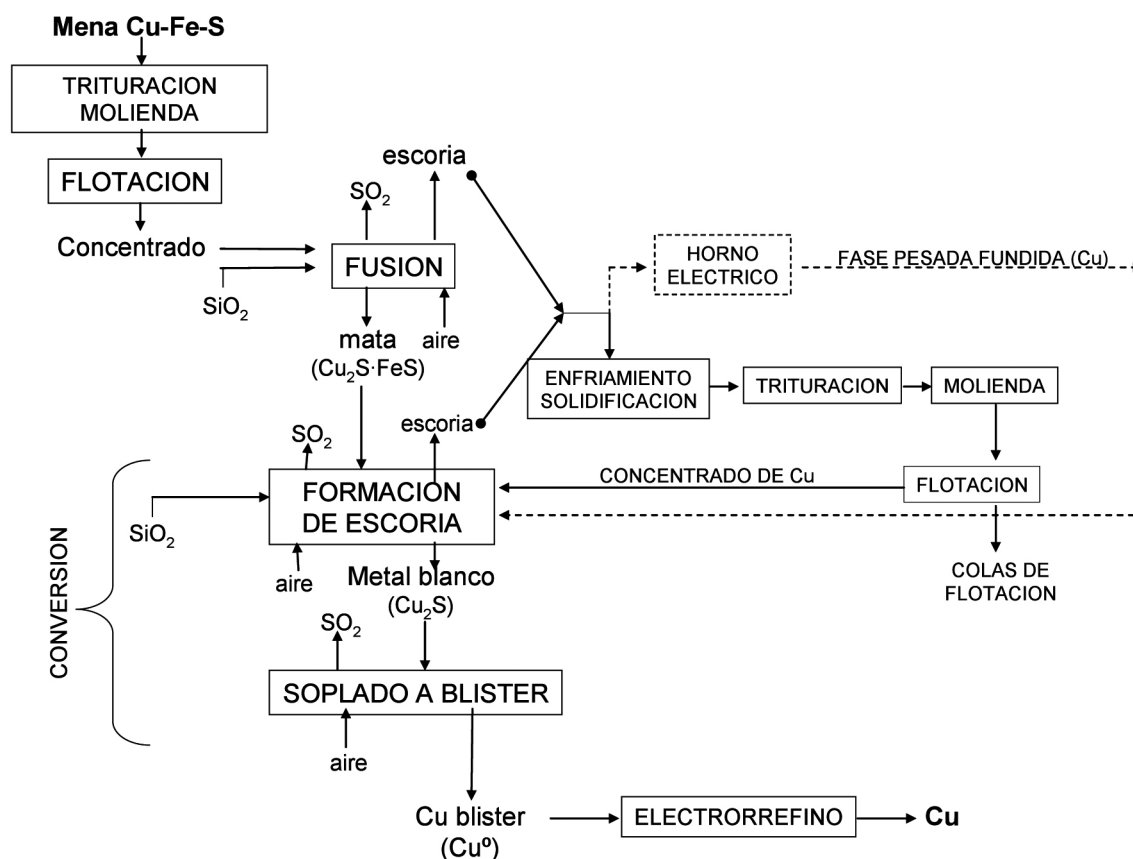 Mena Cu-Fe-S
TRITURACION
MOLIENDA
FLOTACION
Concentrado
SiO₂
SO₂
escoria
FUSION
aire
mata
(Cu₂S·FeS)
HORNO
ELECTRICO
FASE PESADA FUNDIDA (Cu)
ENFRIAMIENTO
SOLIDIFICACION
TRITURACION
MOLIENDA
FLOTACION
CONCENTRADO DE Cu
COLAS DE
FLOTACION
CONVERSION
SiO₂
SO₂
escoria
FORMACION
DE ESCORIA
aire
Metal blanco
(Cu₂S)
SO₂
SOPLADO A BLISTER
aire
Cu blister
(Cuº)
ELECTRORREFINO
Cu